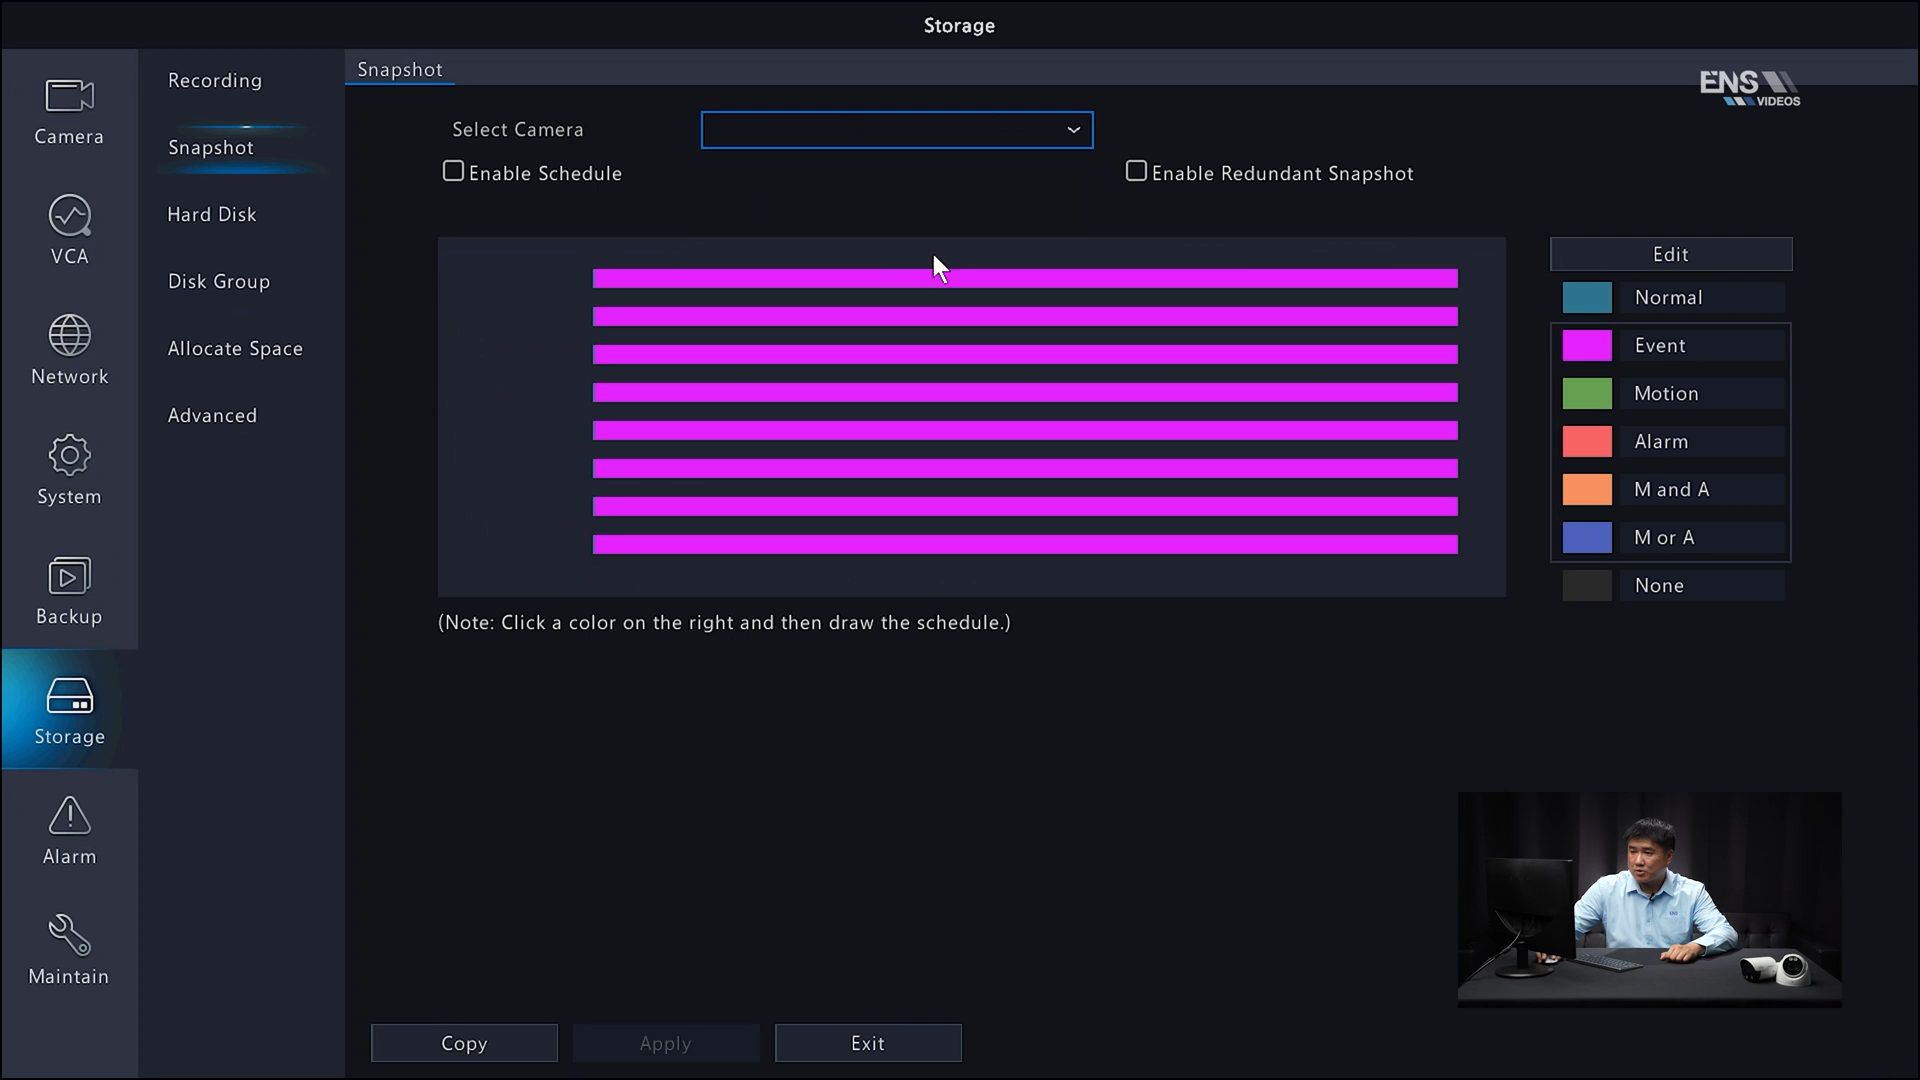 Storage
Camera
VCA
Network
System
Backup
Storage
Alarm
Maintain
Recording
Snapshot
Hard Disk
Disk Group
Allocate Space
Advanced
Snapshot
ENS
VIDEOS
Select Camera
Enable Schedule
Enable Redundant Snapshot
Edit
Normal
Event
Motion
Alarm
M and A
M or A
None
(Note: Click a color on the right and then draw the schedule.)
Copy
Apply
Exit